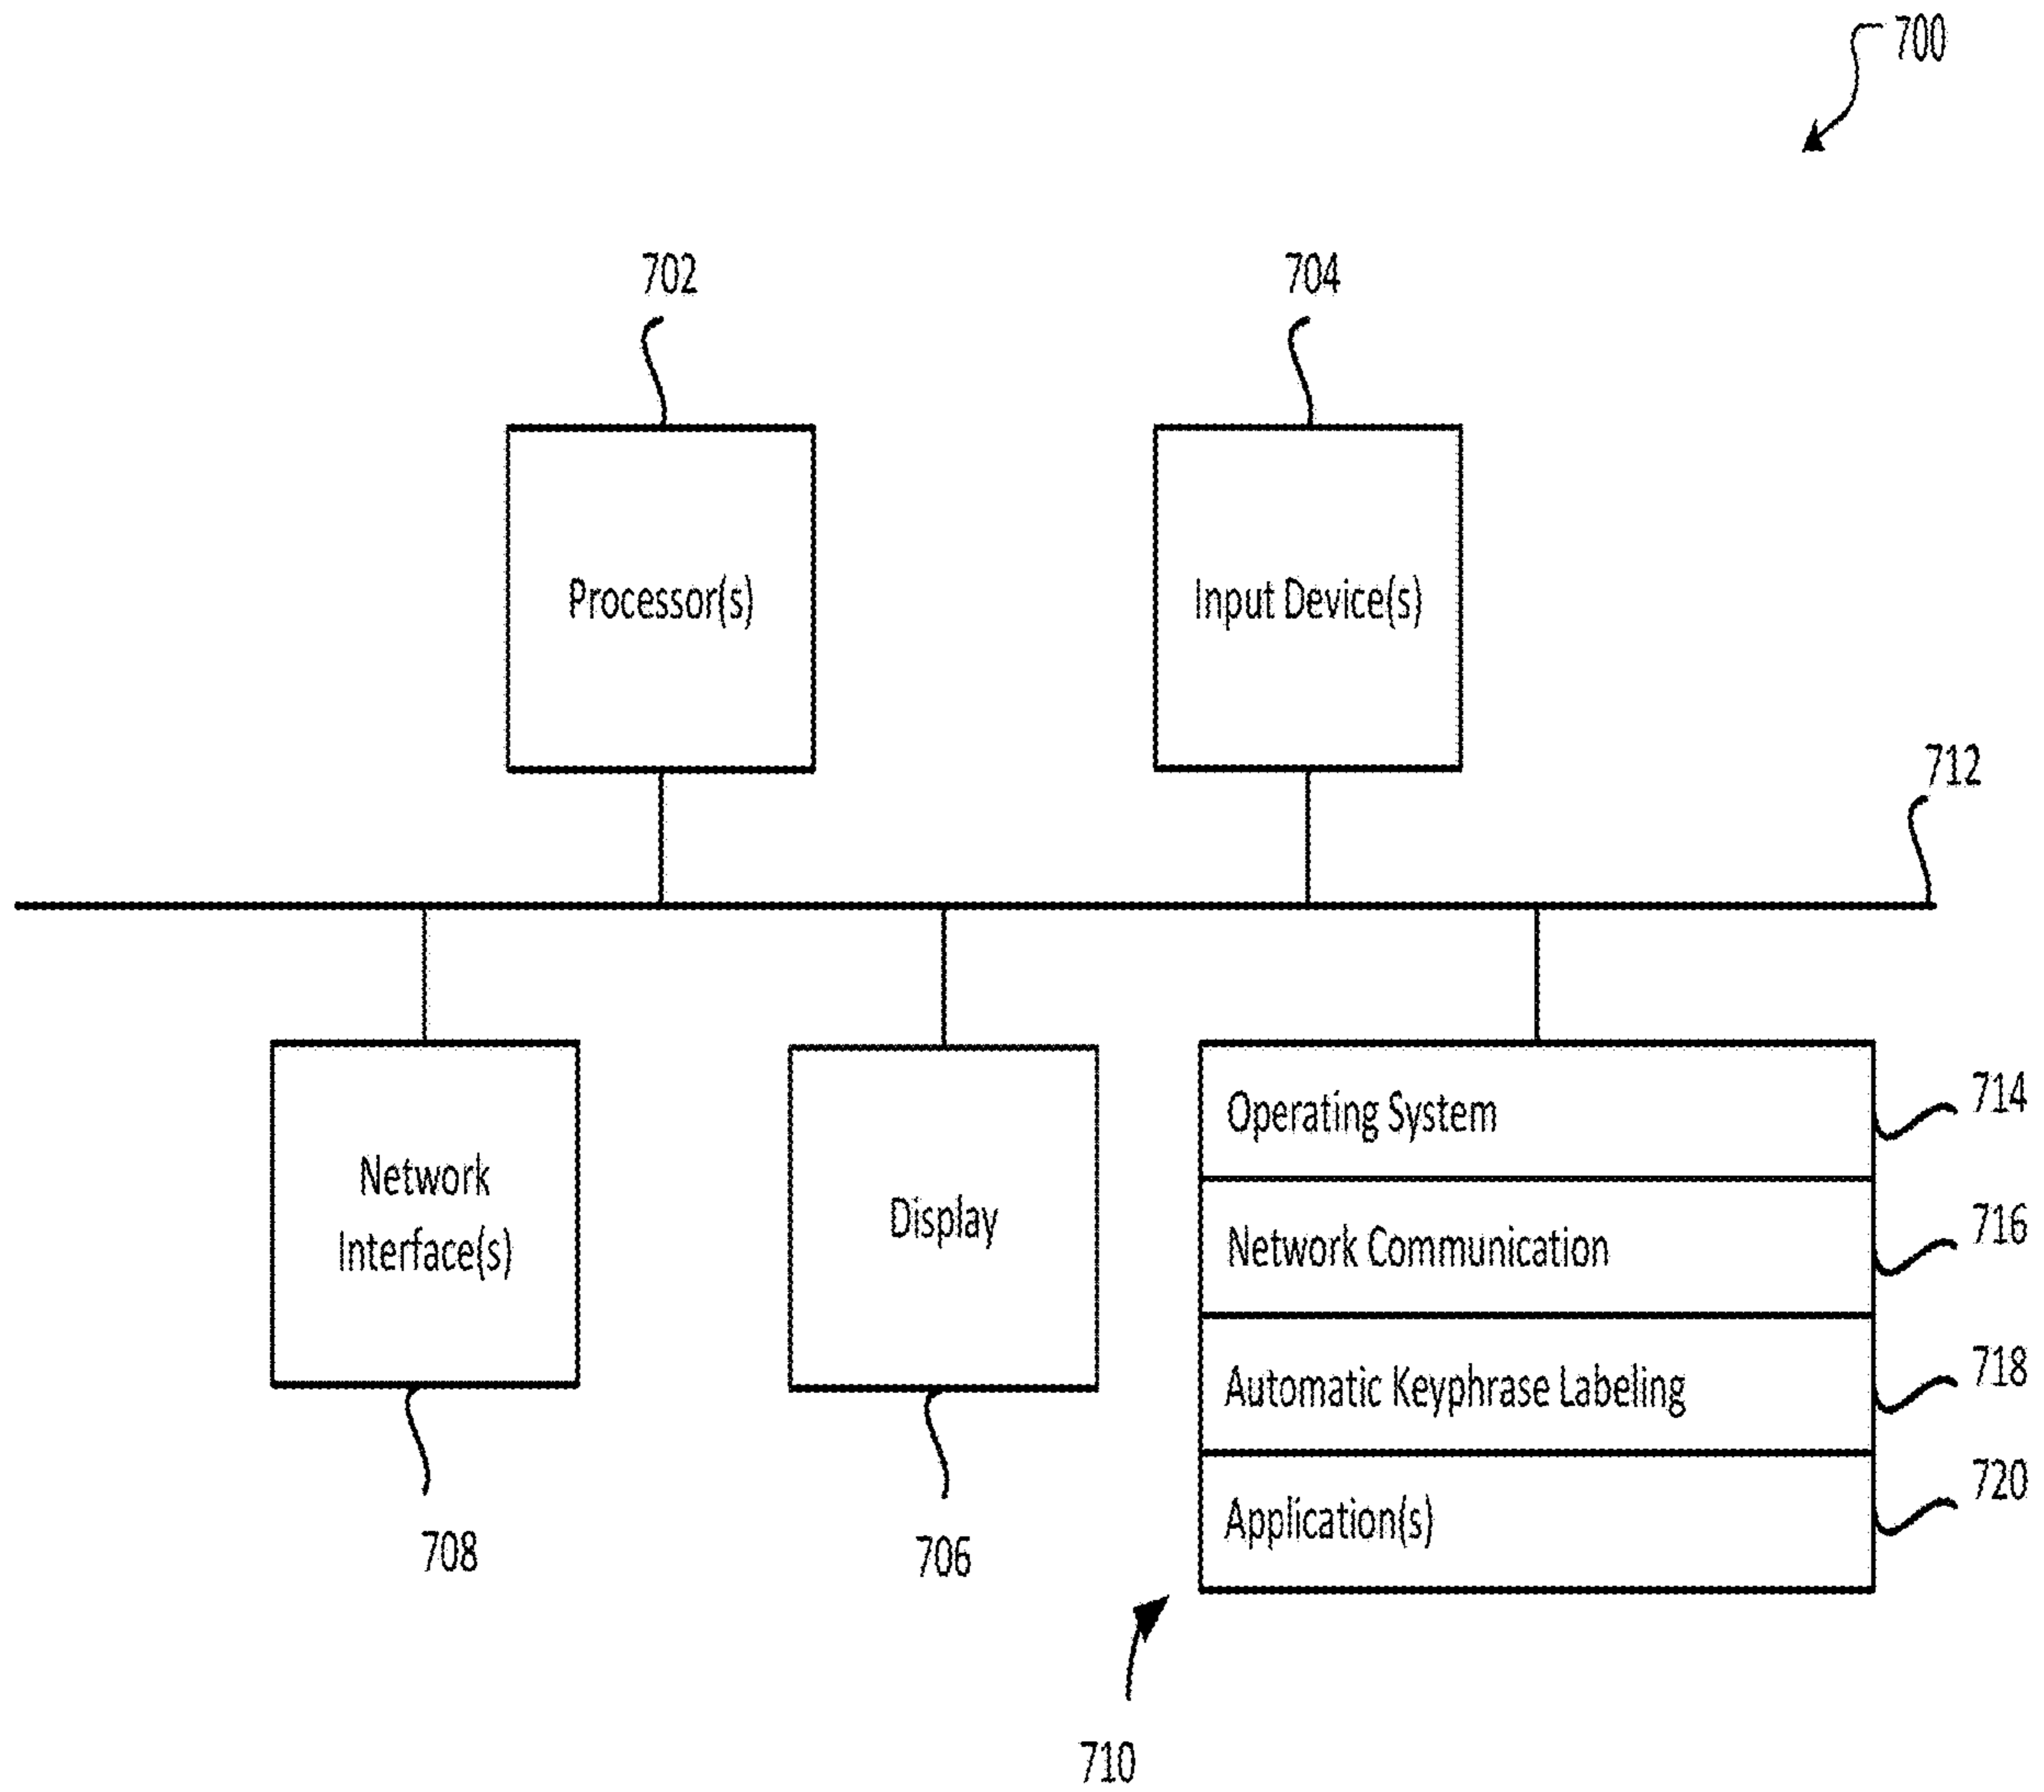 700
702
704
Processor(s)
Input Device(s)
712
Network
Interface(s)
Display
Operating System
714
Network Communication
716
Automatic Keyphrase Labeling
718
Application(s)
720
708
706
710